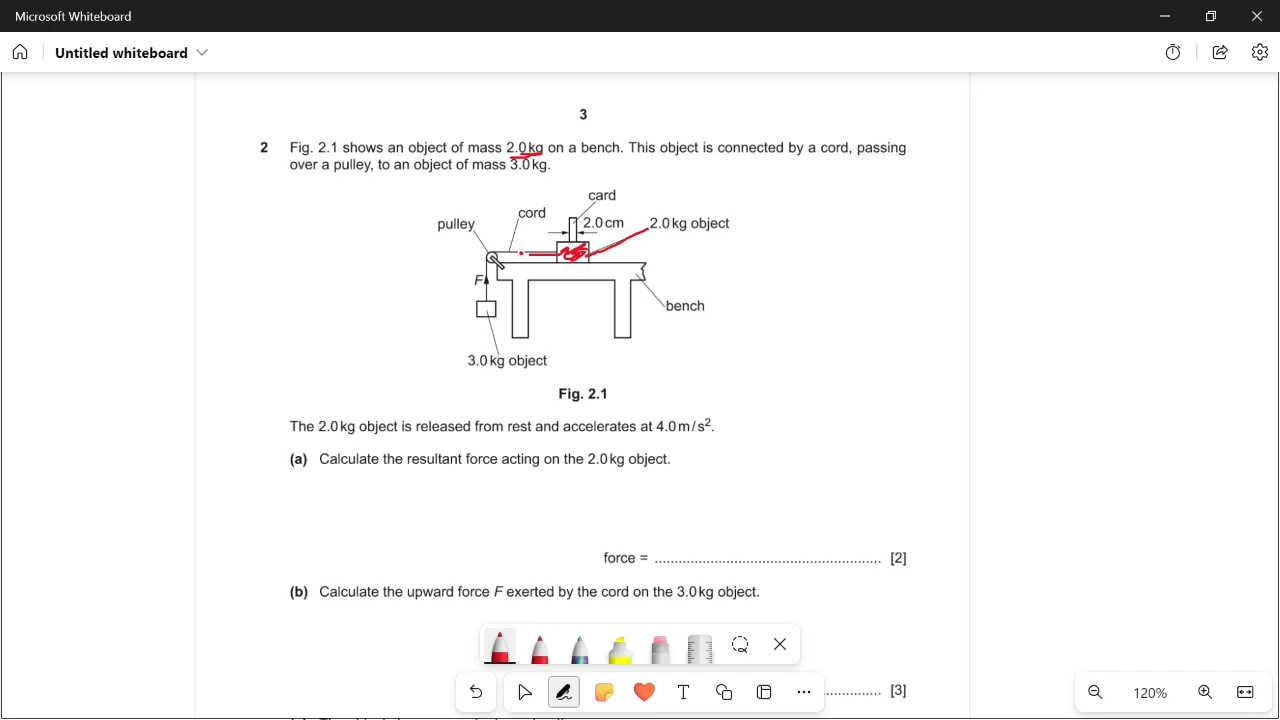 Microsoft Whiteboard
Untitled whiteboard
3
2 Fig. 2.1 shows an object of mass 2.0 kg on a bench. This object is connected by a cord, passing
over a pulley, to an object of mass 3.0 kg.
card
cord
pulley
2.0 cm
2.0 kg object
F
bench
3.0 kg object
Fig. 2.1
The 2.0 kg object is released from rest and accelerates at 4.0 m / s².
(a) Calculate the resultant force acting on the 2.0 kg object.
force = ........................................................ [2]
(b) Calculate the upward force F exerted by the cord on the 3.0 kg object.
................ [3]
120%